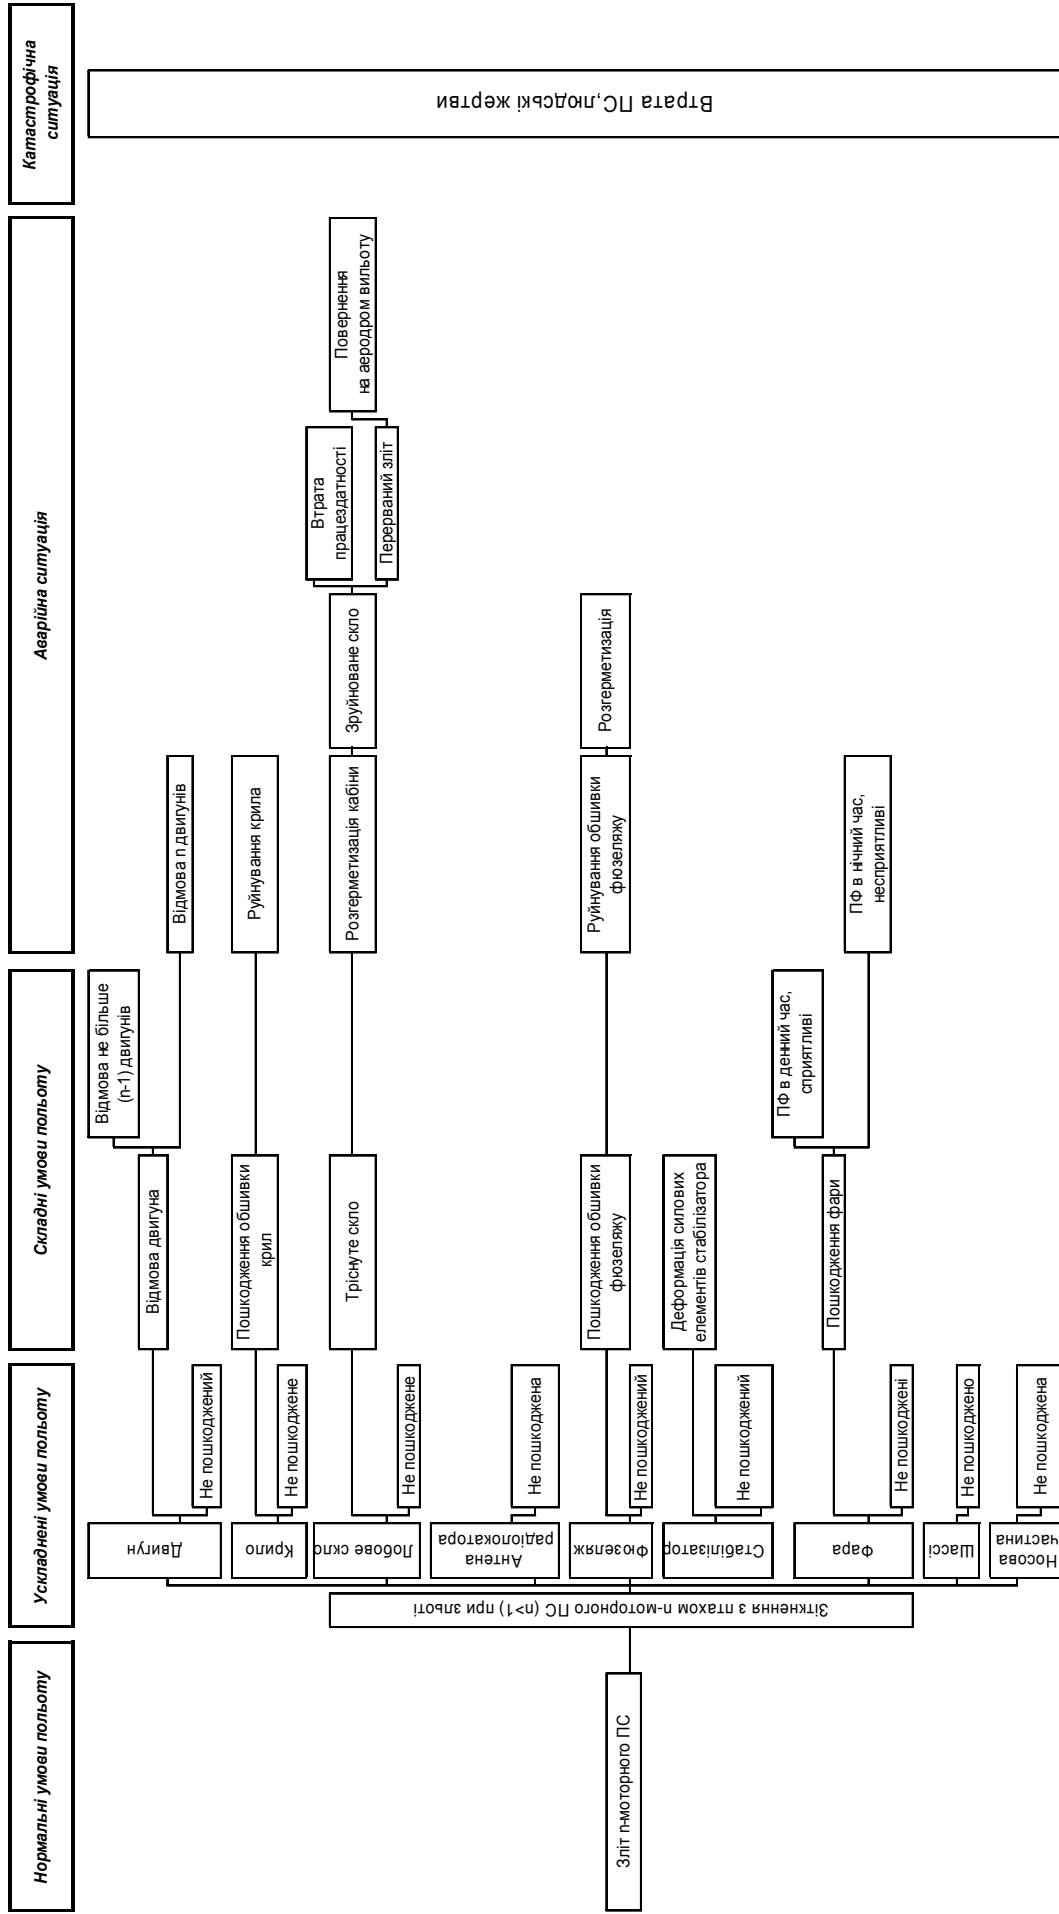 Нормальні умови польоту
Ускладнені умови польоту
Складні умови польоту
Аварійна ситуація
Катастрофічна
ситуація
Зліт n-моторного ПС
Зіткнення з птахом n-моторного ПС (n>1) при зльоті
Двигун
Відмова двигуна
Відмова не більше
(n-1) двигунів
Відмова n двигунів
Не пошкоджений
Крило
Пошкодження обшивки
крил
Руйнування крила
Не пошкоджене
Лобове скло
Тріснуте скло
Розгерметизація кабіни
Зруйноване скло
Втрата
працездатності
Перерваний зліт
Повернення
на аеродром вильоту
Не пошкоджене
Антена
радіолокатора
Не пошкоджена
Фюзеляж
Пошкодження обшивки
фюзеляжу
Руйнування обшивки
фюзеляжу
Розгерметизація
Не пошкоджений
Стабілізатор
Деформація силових
елементів стабілізатора
Не пошкоджений
Фара
Пошкодження фари
ПФ в денний час,
сприятливі
ПФ в нічний час,
несприятливі
Не пошкоджені
Шассі
Не пошкоджено
Носова
частина
Не пошкоджена
Втрата ПС,людські жертви